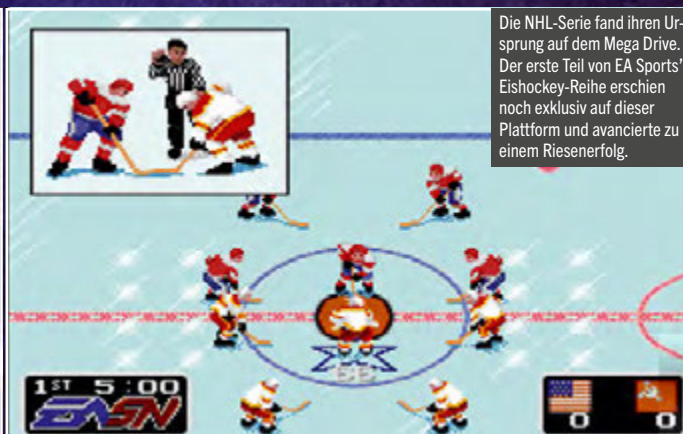 Die NHL-Serie fand ihren Ur-
sprung auf dem Mega Drive.
Der erste Teil von EA Sports’
Eishockey-Reihe erschien
noch exklusiv auf dieser
Plattform und avancierte zu
einem Riesenerfolg.
1ST 5:00
EASN
0 0